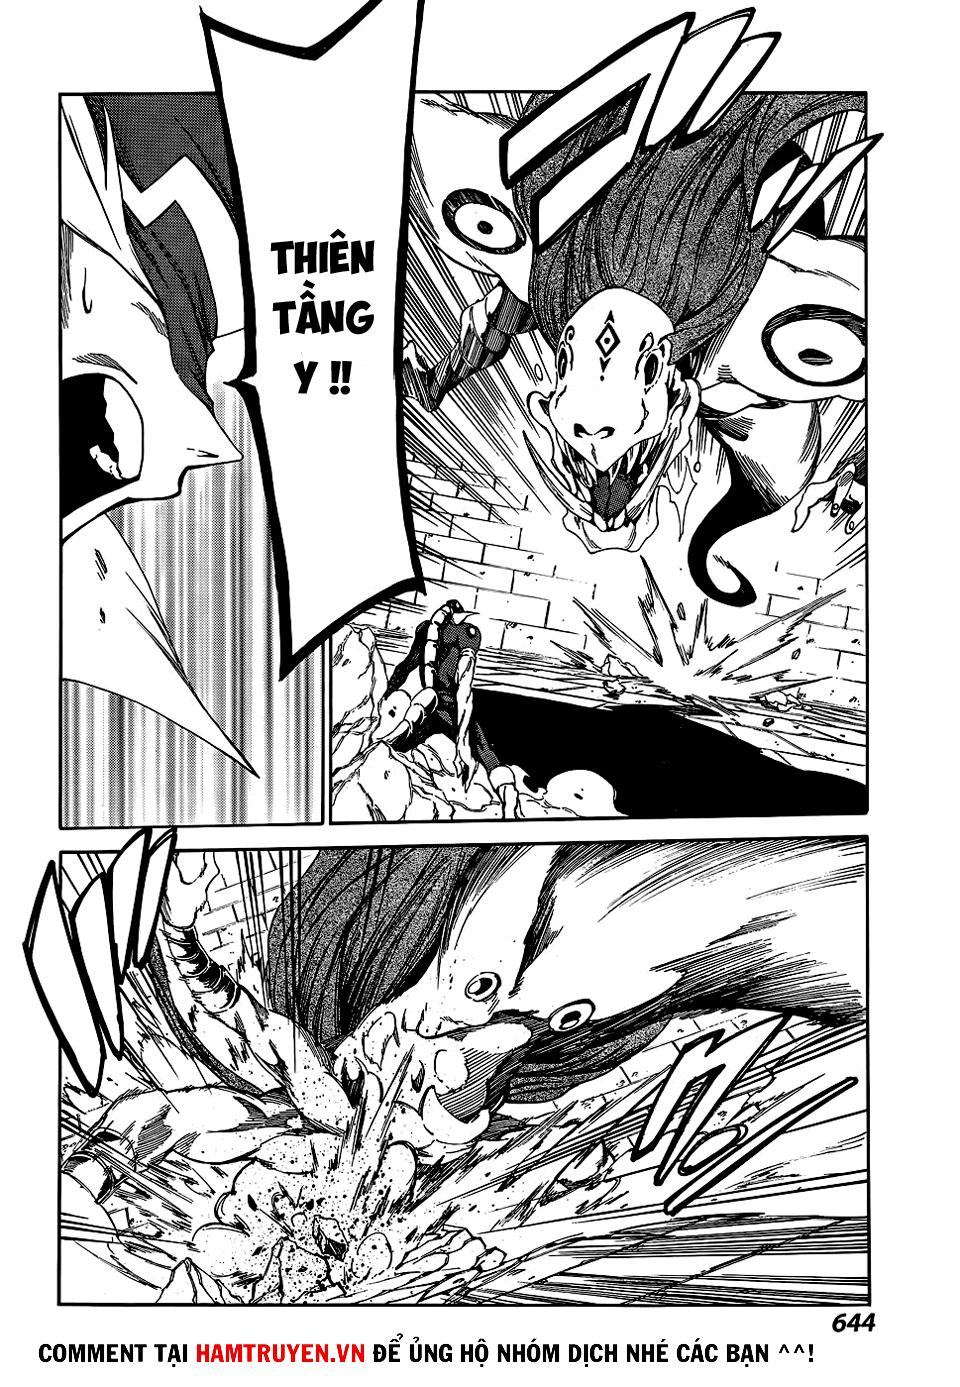 THIÊN
TẦNG
Y !!
644
COMMENT TẠI HAMTRUYEN.VN ĐỂ ỦNG HỘ NHÓM DỊCH NHÉ CÁC BẠN ^^!